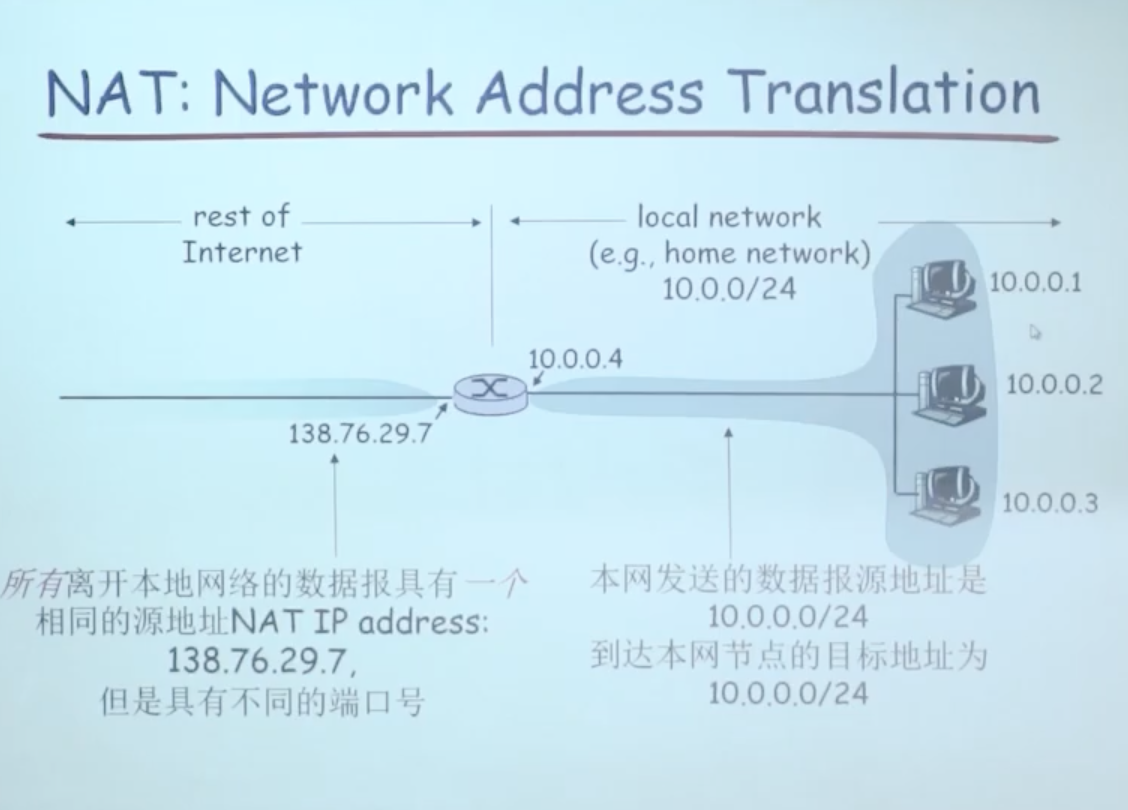 NAT: Network Address Translation
rest of
Internet
local network
(e.g., home network)
10.0.0/24
10.0.0.1
10.0.0.4
10.0.0.2
138.76.29.7
10.0.0.3
所有离开本地网络的数据报具有一个
相同的源地址NAT IP address:
138.76.29.7,
但是具有不同的端口号
本网发送的数据报源地址是
10.0.0.0/24
到达本网节点的目标地址为
10.0.0.0/24